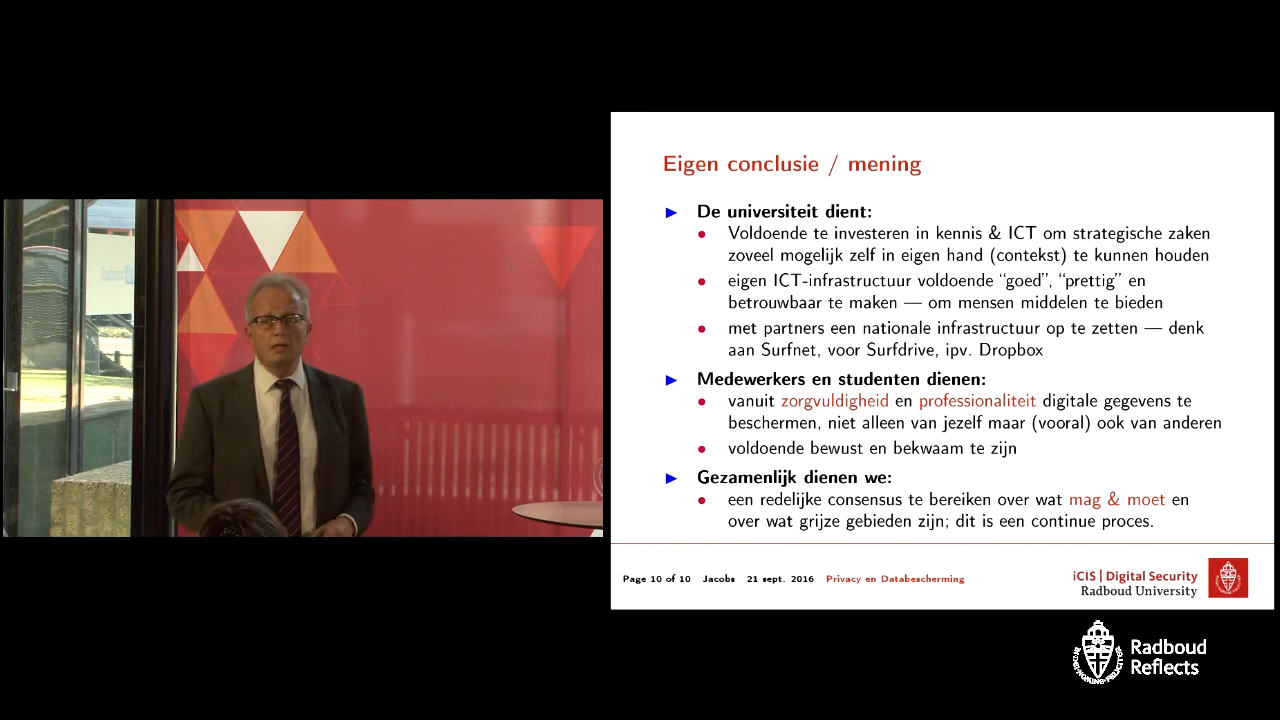 Eigen conclusie / mening
De universiteit dient:
Voldoende te investeren in kennis & ICT om strategische zaken
zoveel mogelijk zelf in eigen hand (contekst) te kunnen houden
eigen ICT-infrastructuur voldoende “goed”, “prettig” en
betrouwbaar te maken — om mensen middelen te bieden
met partners een nationale infrastructuur op te zetten — denk
aan Surfnet, voor Surfdrive, ipv. Dropbox
Medewerkers en studenten dienen:
vanuit zorgvuldigheid en professionaliteit digitale gegevens te
beschermen, niet alleen van jezelf maar (vooral) ook van anderen
voldoende bewust en bekwaam te zijn
Gezamenlijk dienen we:
een redelijke consensus te bereiken over wat mag & moet en
over wat grijze gebieden zijn; dit is een continue proces.
Page 10 of 10 Jacobs 21 sept. 2016 Privacy en Databescherming
iCIS | Digital Security
Radboud University
Radboud
Reflects